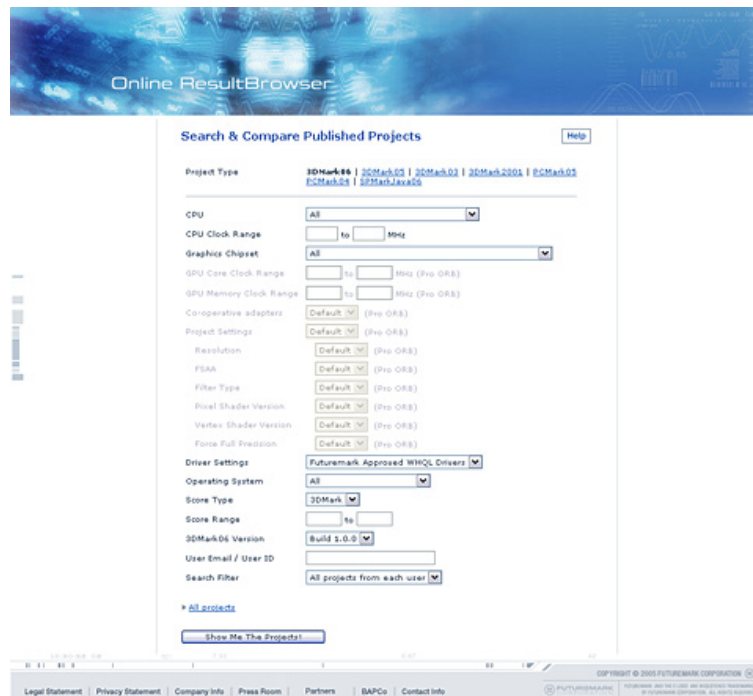 Online ResultBrowser
Search & Compare Published Projects
Help
Project Type 3DMark06 | 3DMark05 | 3DMark03 | 3DMark2001 | PCMark05
PCMark04 | SPMarkJava06
CPU All
CPU Clock Range to MHz
Graphics Chipset All
GPU Core Clock Range to MHz (Pro ORB)
GPU Memory Clock Range to MHz (Pro ORB)
Co-operative adapters Default (Pro ORB)
Project Settings Default (Pro ORB)
Resolution Default (Pro ORB)
FSAA Default (Pro ORB)
Filter Type Default (Pro ORB)
Pixel Shader Version Default (Pro ORB)
Vertex Shader Version Default (Pro ORB)
Force Full Precision Default (Pro ORB)
Driver Settings Futuremark Approved WHQL Drivers
Operating System All
Score Type 3DMark
Score Range to
3DMark06 Version Build 1.0.0
User Email / User ID
Search Filter All projects from each user
All projects
Show Me The Projects!
COPYRIGHT © 2005 FUTUREMARK CORPORATION
Legal Statement | Privacy Statement | Company Info | Press Room | Partners | BAPCo | Contact Info
FUTUREMARK